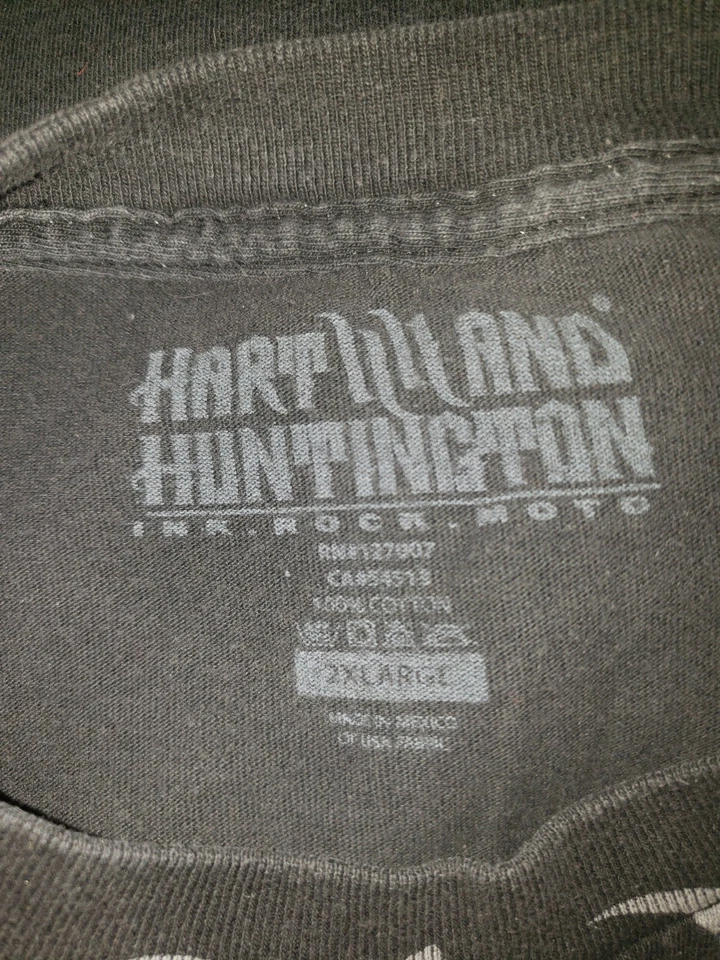 HART AND
HUNTINGTON
INK.ROCK.MOTO
RN#127907
CA#54513
100% COTTON
2XLARGE
MADE IN MEXICO
OF USA FABRIC